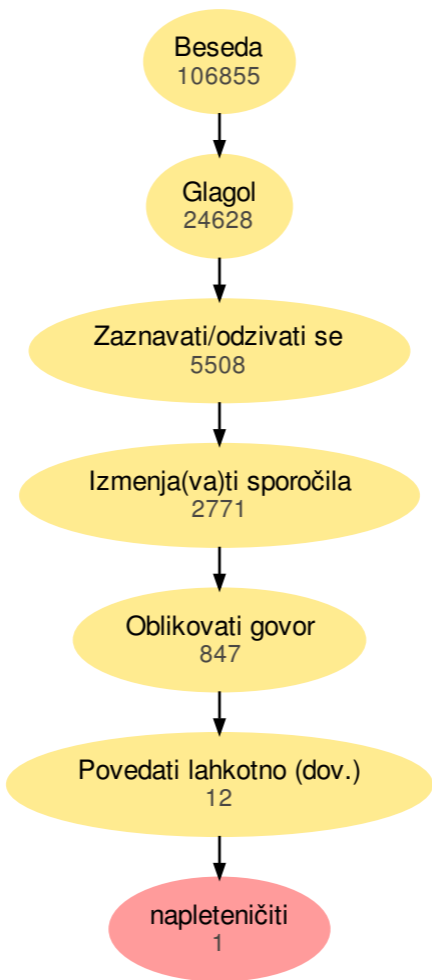 Beseda
106855
Glagol
24628
Zaznavati/odzivati se
5508
Izmenja(va)ti sporočila
2771
Oblikovati govor
847
Povedati lahkotno (dov.)
12
napleteničiti
1